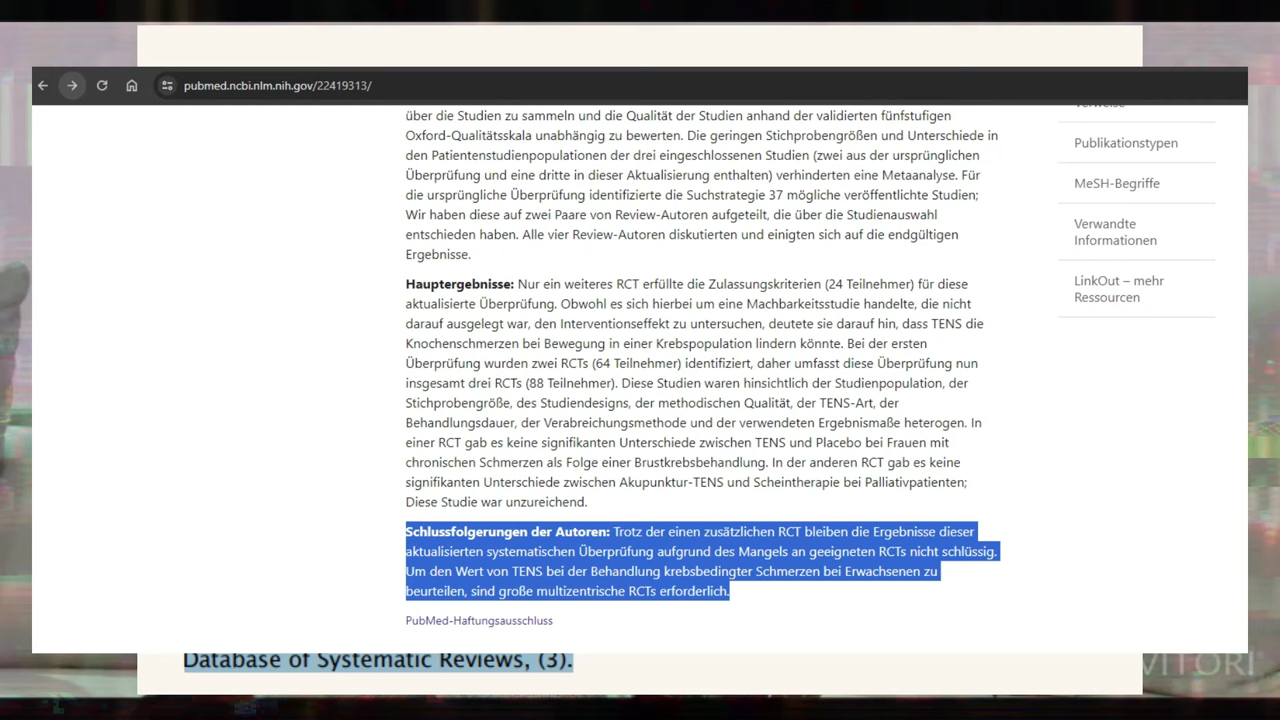 pubmed.ncbi.nlm.nih.gov/22419313/
über die Studien zu sammeln und die Qualität der Studien anhand der validierten fünfstufigen
Oxford-Qualitätsskala unabhängig zu bewerten. Die geringen Stichprobengrößen und Unterschiede in
den Patientenstudienpopulationen der drei eingeschlossenen Studien (zwei aus der ursprünglichen
Überprüfung und eine dritte in dieser Aktualisierung enthalten) verhinderten eine Metaanalyse. Für
die ursprüngliche Überprüfung identifizierte die Suchstrategie 37 mögliche veröffentlichte Studien;
Wir haben diese auf zwei Paare von Review-Autoren aufgeteilt, die über die Studienauswahl
entschieden haben. Alle vier Review-Autoren diskutierten und einigten sich auf die endgültigen
Ergebnisse.
Hauptergebnisse: Nur ein weiteres RCT erfüllte die Zulassungskriterien (24 Teilnehmer) für diese
aktualisierte Überprüfung. Obwohl es sich hierbei um eine Machbarkeitsstudie handelte, die nicht
darauf ausgelegt war, den Interventionseffekt zu untersuchen, deutete sie darauf hin, dass TENS die
Knochenschmerzen bei Bewegung in einer Krebspopulation lindern könnte. Bei der ersten
Überprüfung wurden zwei RCTs (64 Teilnehmer) identifiziert, daher umfasst diese Überprüfung nun
insgesamt drei RCTs (88 Teilnehmer). Diese Studien waren hinsichtlich der Studienpopulation, der
Stichprobengröße, des Studiendesigns, der methodischen Qualität, der TENS-Art, der
Behandlungsdauer, der Verabreichungsmethode und der verwendeten Ergebnismaße heterogen. In
einer RCT gab es keine signifikanten Unterschiede zwischen TENS und Placebo bei Frauen mit
chronischen Schmerzen als Folge einer Brustkrebsbehandlung. In der anderen RCT gab es keine
signifikanten Unterschiede zwischen Akupunktur-TENS und Scheintherapie bei Palliativpatienten;
Diese Studie war unzureichend.
Schlussfolgerungen der Autoren: Trotz der einen zusätzlichen RCT bleiben die Ergebnisse dieser
aktualisierten systematischen Überprüfung aufgrund des Mangels an geeigneten RCTs nicht schlüssig.
Um den Wert von TENS bei der Behandlung krebsbedingter Schmerzen bei Erwachsenen zu
beurteilen, sind große multizentrische RCTs erforderlich.
PubMed-Haftungsausschluss
Verweise
Publikationstypen
MeSH-Begriffe
Verwandte
Informationen
LinkOut – mehr
Ressourcen
Database of Systematic Reviews, (3).